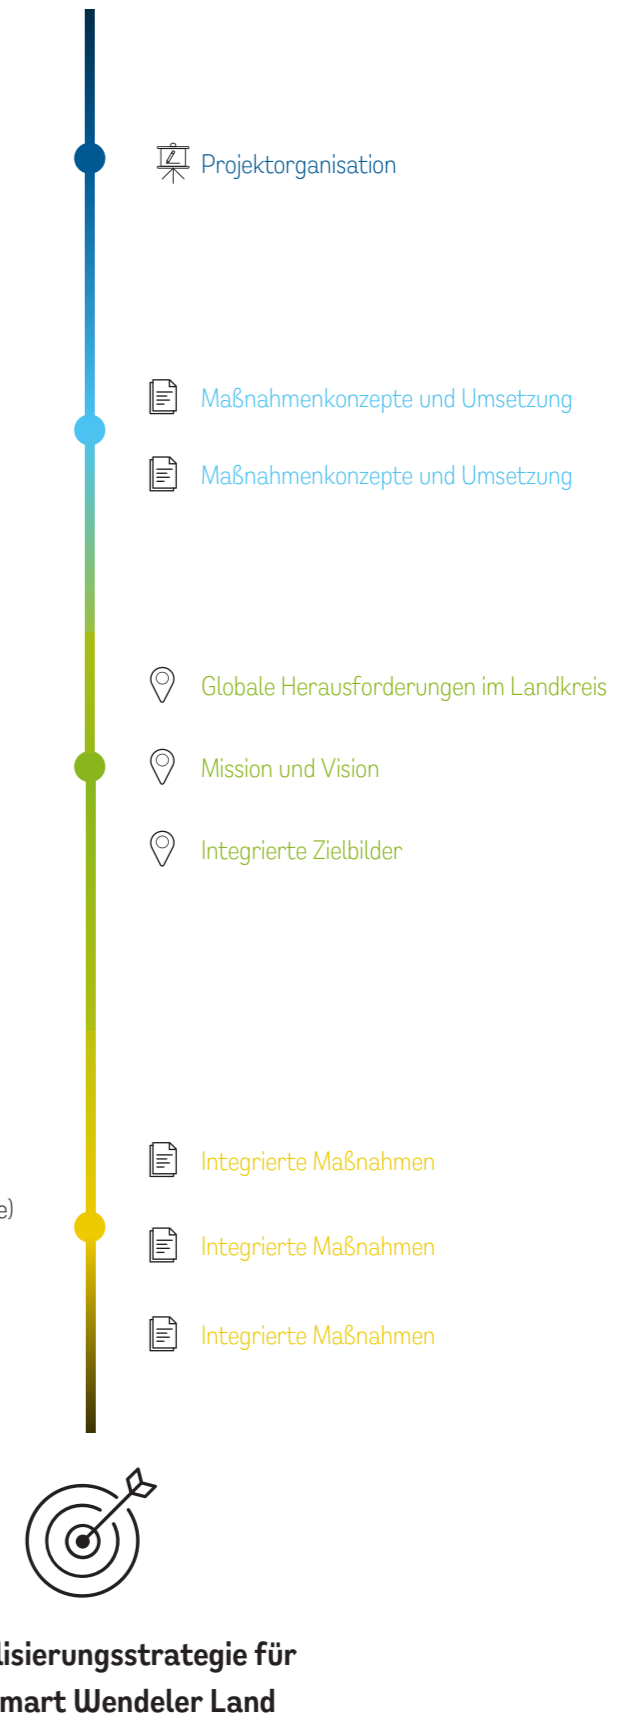 Projektorganisation
Maßnahmenkonzepte und Umsetzung
Maßnahmenkonzepte und Umsetzung
Globale Herausforderungen im Landkreis
Mission und Vision
Integrierte Zielbilder
Integrierte Maßnahmen
e)
Integrierte Maßnahmen
Integrierte Maßnahmen
lisierungsstrategie für
mart Wendeler Land